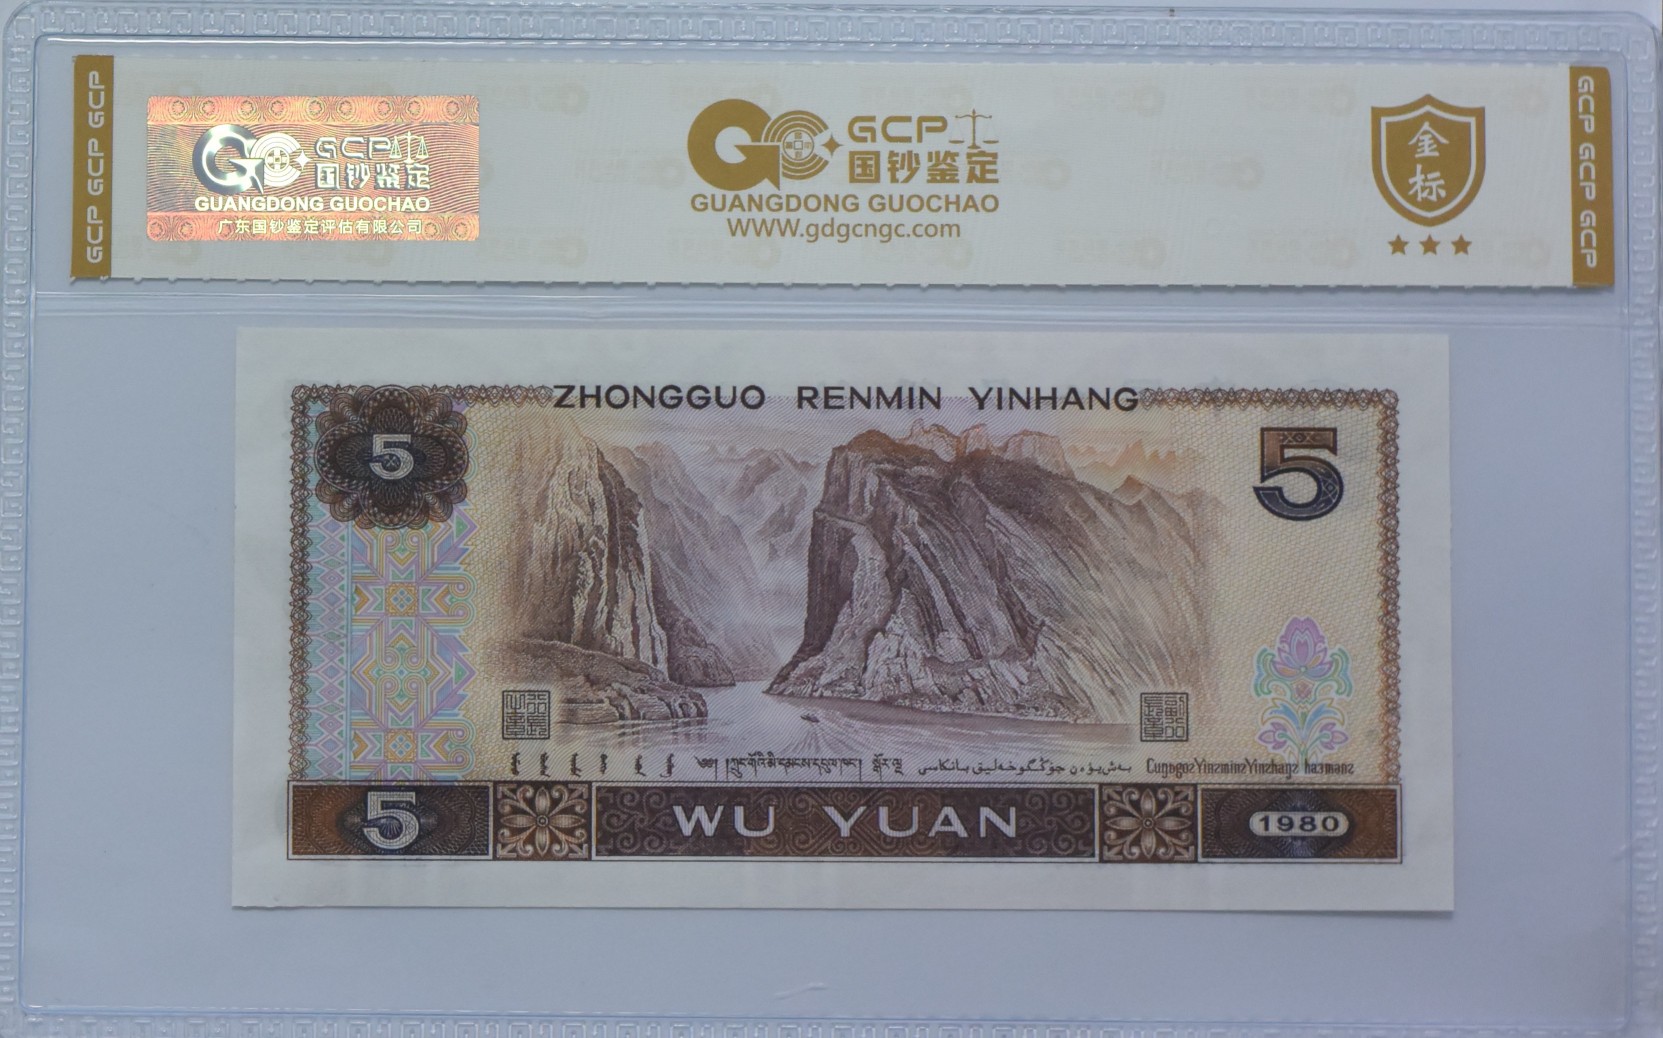 GCP GCP GCP
GCP
国钞鉴定
GUANGDONG GUOCHAO
广东国钞鉴定评估有限公司
GCP
国钞鉴定
GUANGDONG GUOCHAO
WWW.gdgcngc.com
金
标
GCP GCP GCP
ZHONGGUO RENMIN YINHANG
5
5
5
WU YUAN
1980